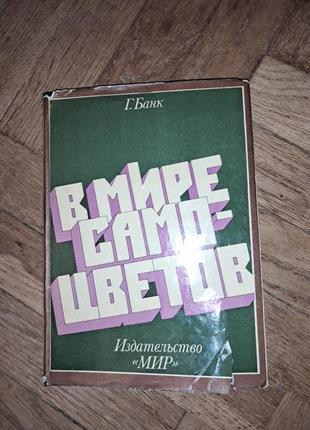 Г. Банк
В МИРЕ
САМО-
ЦВЕТОВ
Издательство
«МИР»